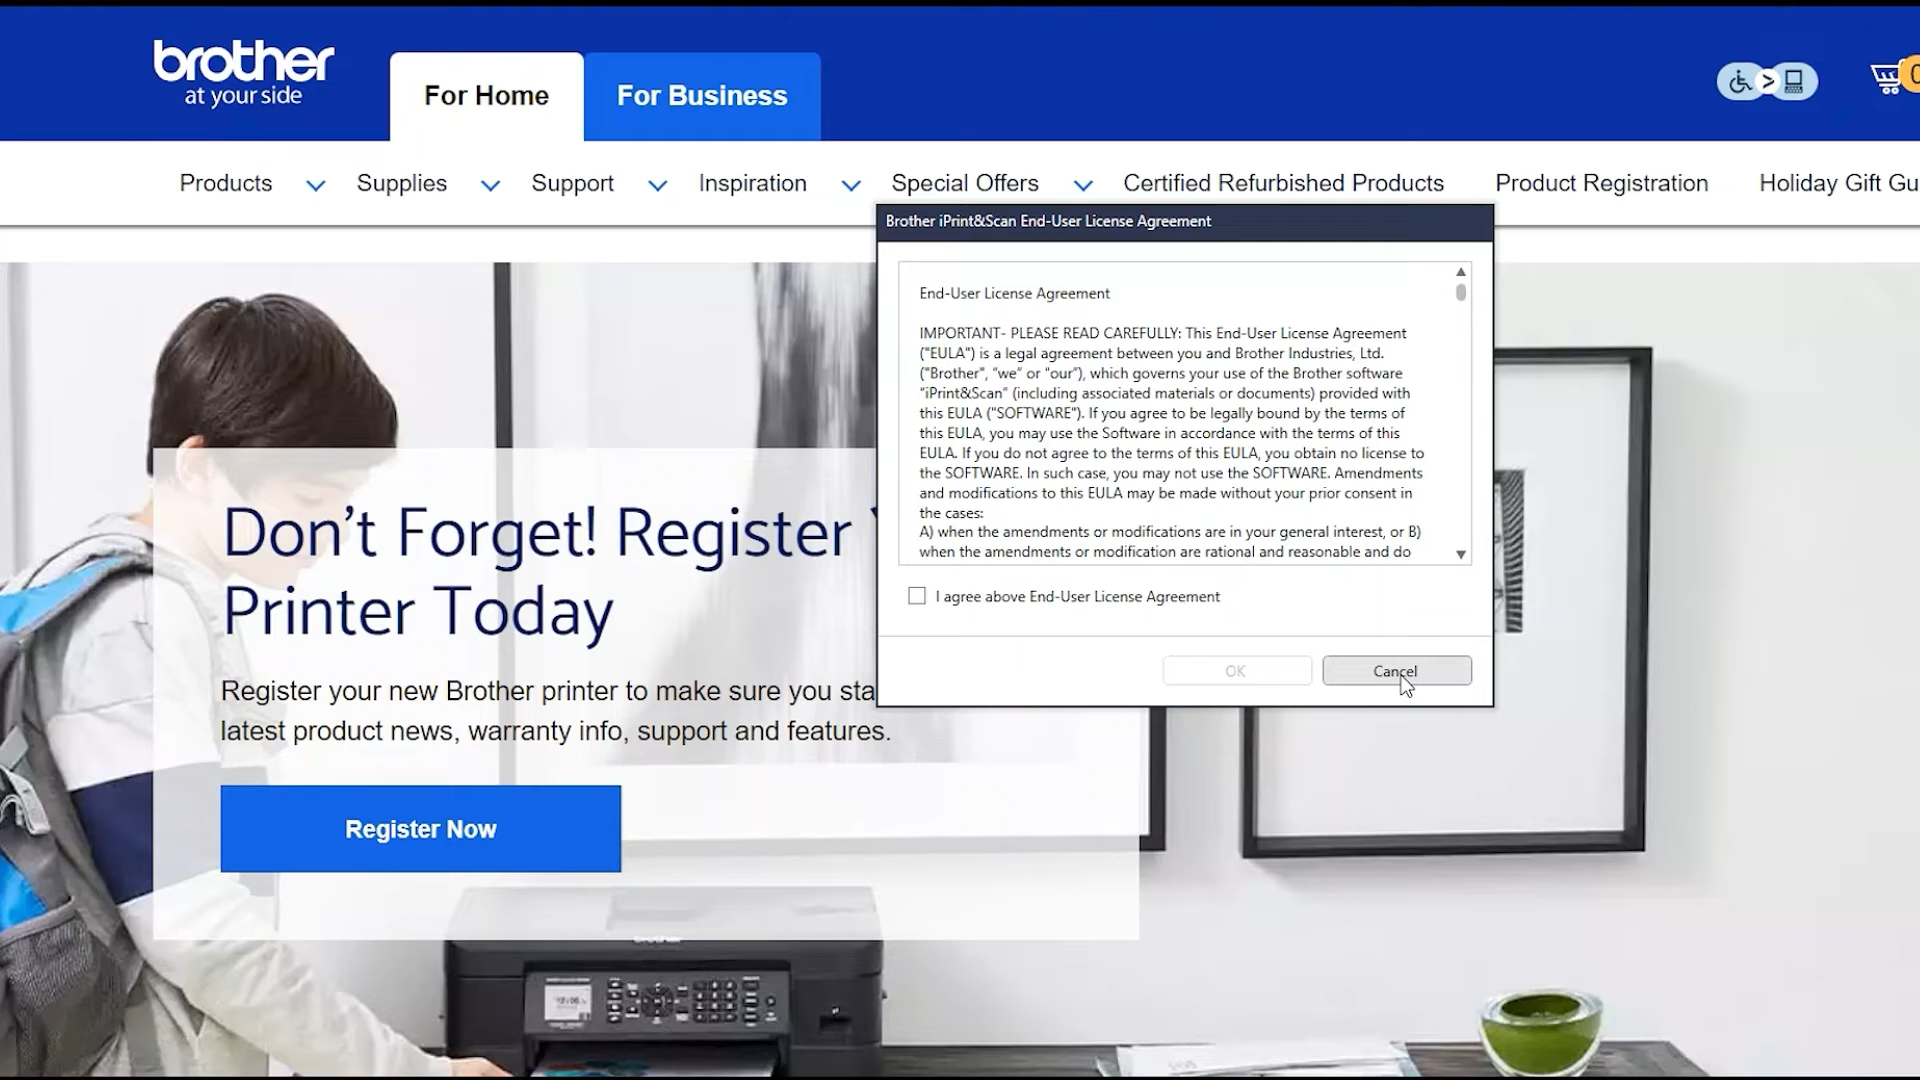 brother
at your side
For Home
For Business
Products
Supplies
Support
Inspiration
Special Offers
Certified Refurbished Products
Product Registration
Holiday Gift Gu
Brother iPrint&Scan End-User License Agreement
End-User License Agreement
IMPORTANT- PLEASE READ CAREFULLY: This End-User License Agreement
("EULA") is a legal agreement between you and Brother Industries, Ltd.
("Brother", "we" or "our"), which governs your use of the Brother software
"iPrint&Scan" (including associated materials or documents) provided with
this EULA ("SOFTWARE"). If you agree to be legally bound by the terms of
this EULA, you may use the Software in accordance with the terms of this
EULA. If you do not agree to the terms of this EULA, you obtain no license to
the SOFTWARE. In such case, you may not use the SOFTWARE. Amendments
and modifications to this EULA may be made without your prior consent in
the cases:
A) when the amendments or modifications are in your general interest, or B)
when the amendments or modification are rational and reasonable and do
I agree above End-User License Agreement
OK
Cancel
Don't Forget! Register
Printer Today
Register your new Brother printer to make sure you sta
latest product news, warranty info, support and features.
Register Now
brother